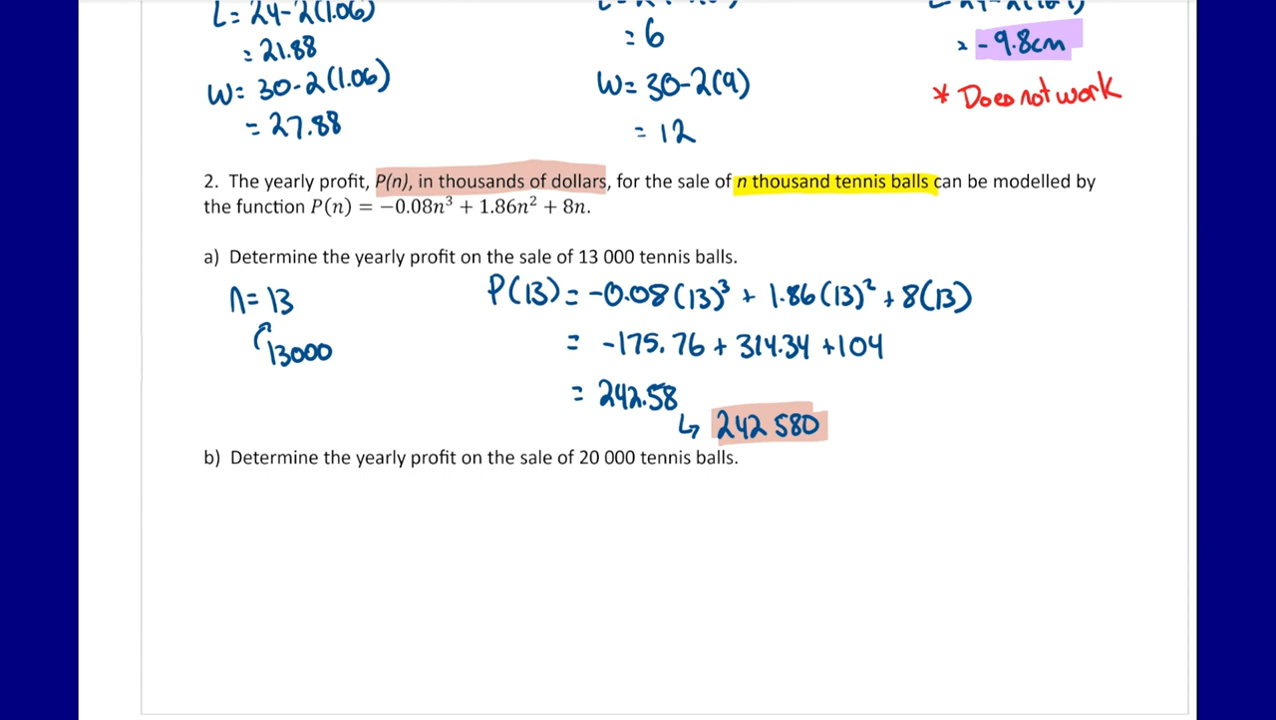 L = 24 - 2(1.06)
= 21.88
= 6
= - 9.8cm
W = 30 - 2(1.06)
W = 30 - 2(9)
* Does not work
= 27.88
= 12
2. The yearly profit, P(n), in thousands of dollars, for the sale of n thousand tennis balls can be modelled by
the function P(n) = −0.08n³ + 1.86n² + 8n.
a) Determine the yearly profit on the sale of 13 000 tennis balls.
n = 13
P(13) = -0.08(13)³ + 1.86(13)² + 8(13)
13000
= -175.76 + 314.34 + 104
= 242.58
↳ 242 580
b) Determine the yearly profit on the sale of 20 000 tennis balls.